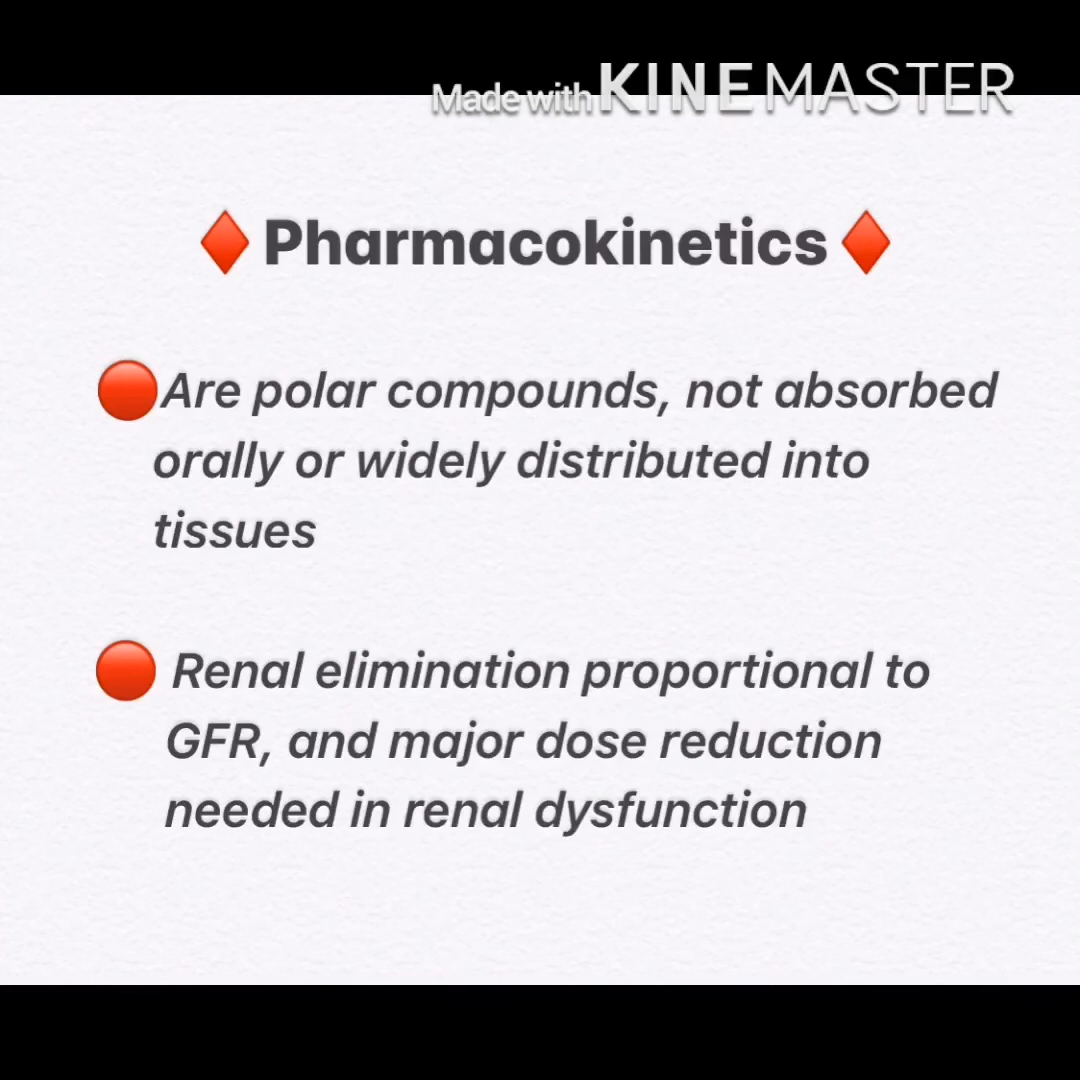 Made with KINEMASTER
♦Pharmacokinetics♦
🔴Are polar compounds, not absorbed
orally or widely distributed into
tissues
🔴 Renal elimination proportional to
GFR, and major dose reduction
needed in renal dysfunction